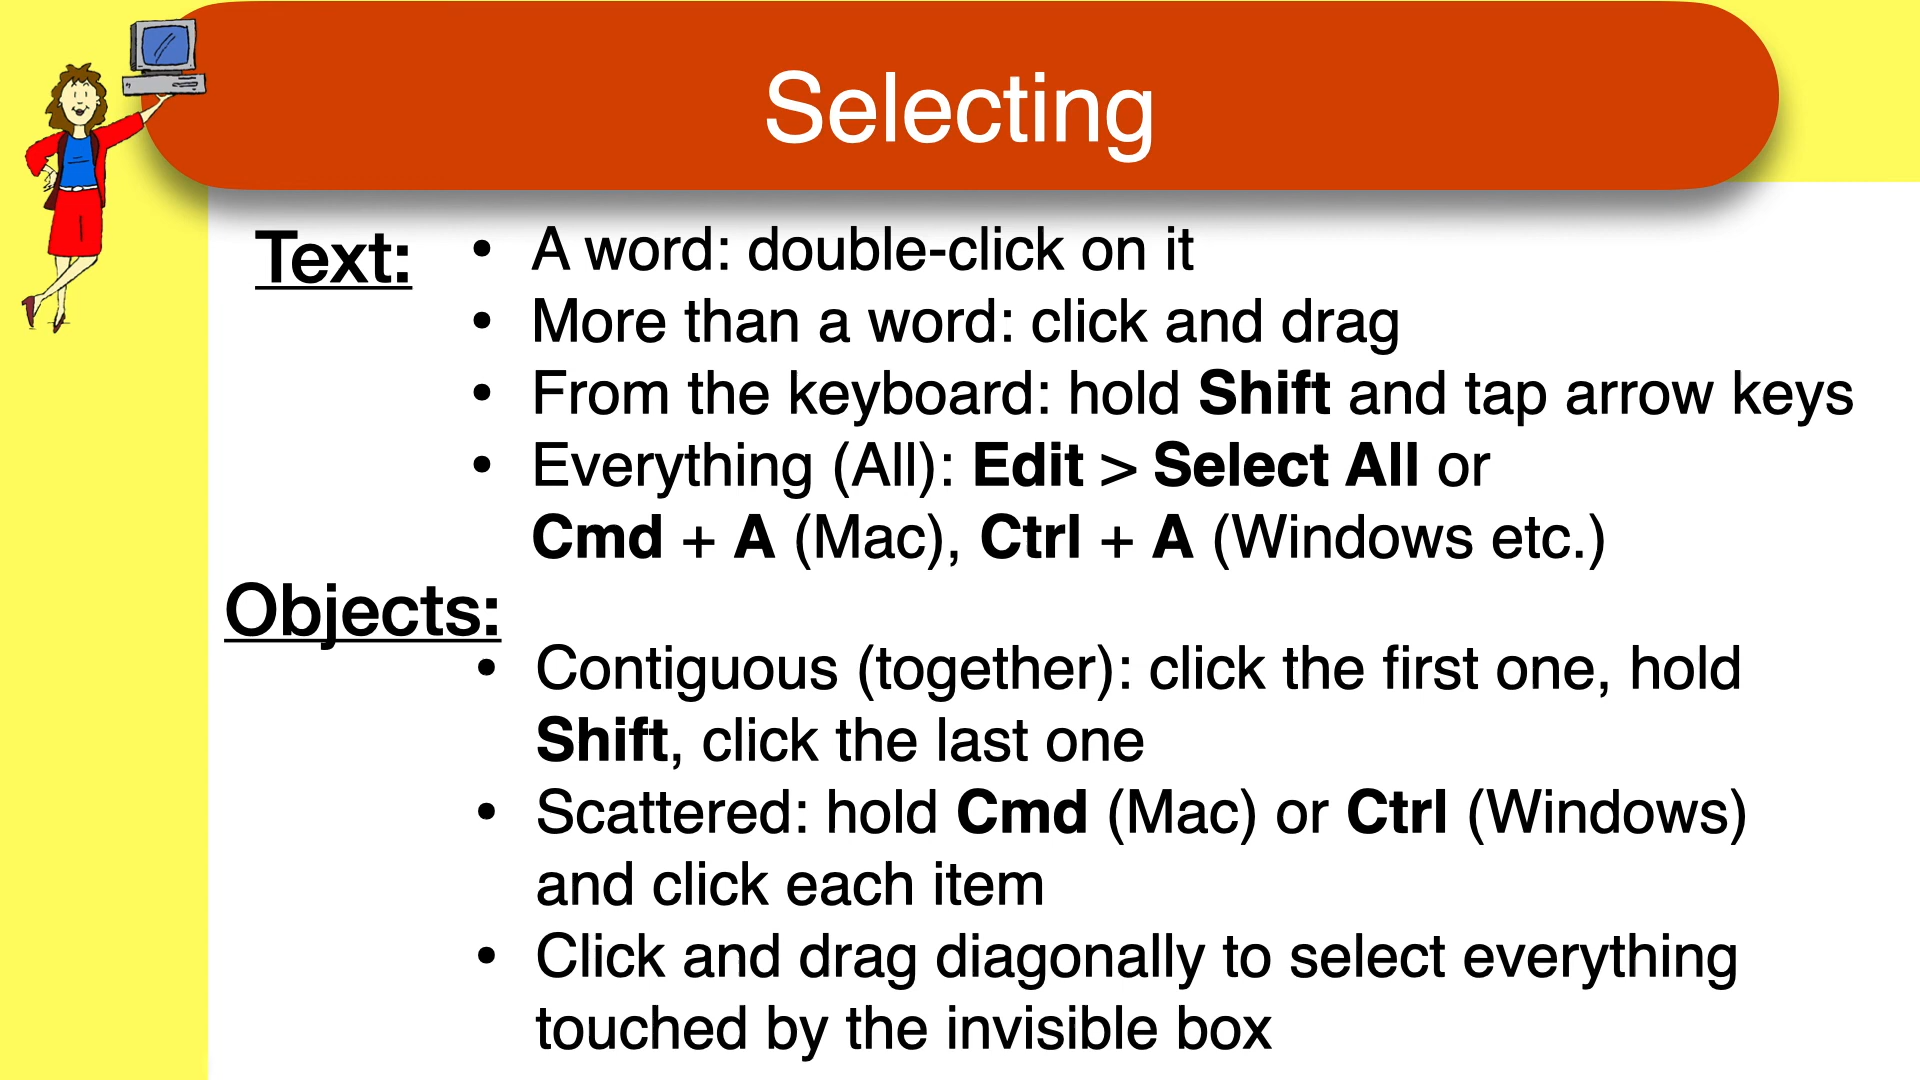 Selecting
Text:
• A word: double-click on it
• More than a word: click and drag
• From the keyboard: hold Shift and tap arrow keys
• Everything (All): Edit > Select All or
Cmd + A (Mac), Ctrl + A (Windows etc.)
Objects:
• Contiguous (together): click the first one, hold
Shift, click the last one
• Scattered: hold Cmd (Mac) or Ctrl (Windows)
and click each item
• Click and drag diagonally to select everything
touched by the invisible box